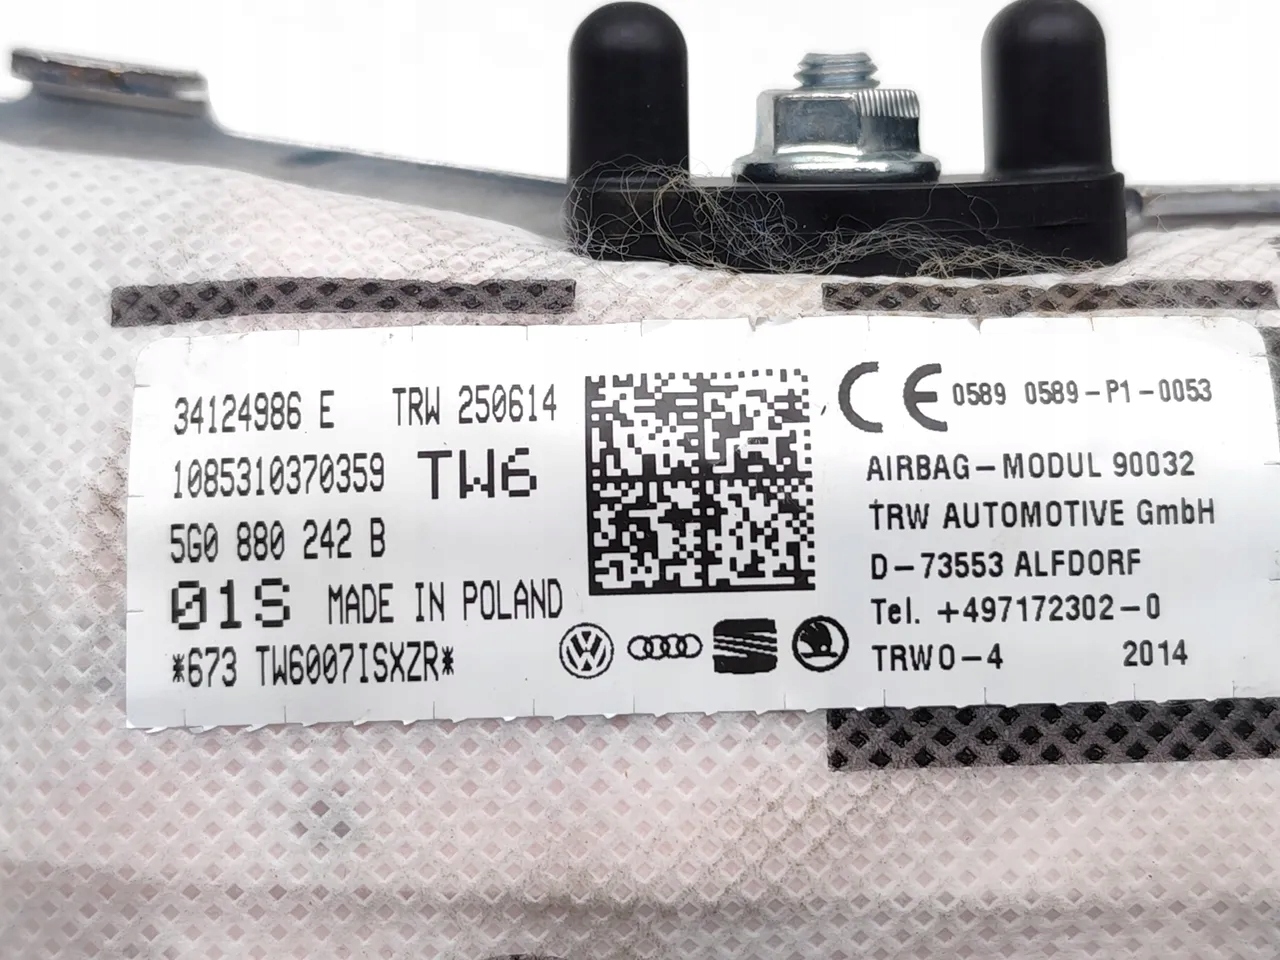 34124986 E TRW 250614
1085310370359 TW6
5G0 880 242 B
01S MADE IN POLAND
*673 TW6007ISXZR*
CE 0589 0589-P1-0053
AIRBAG-MODUL 90032
TRW AUTOMOTIVE GmbH
D-73553 ALFDORF
Tel. +497172302-0
TRWO-4 2014